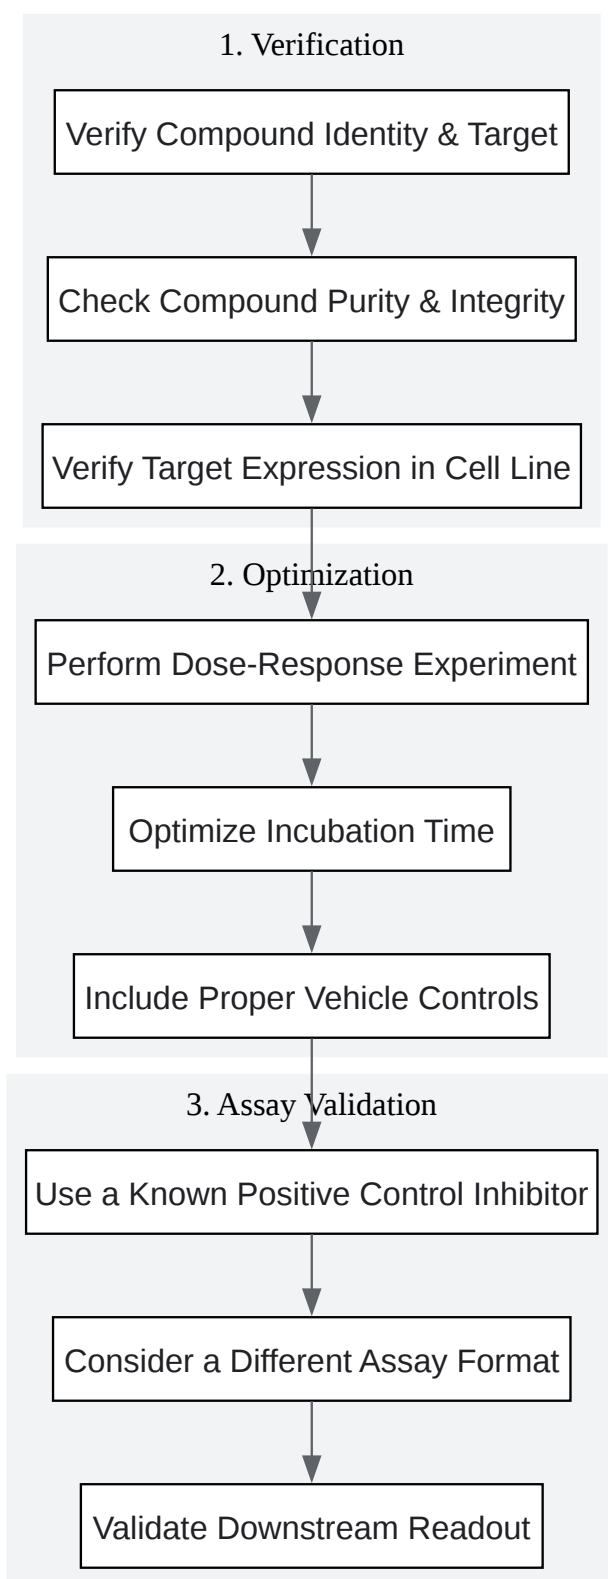 1. Verification
Verify Compound Identity & Target
Check Compound Purity & Integrity
Verify Target Expression in Cell Line
2. Optimization
Perform Dose-Response Experiment
Optimize Incubation Time
Include Proper Vehicle Controls
3. Assay Validation
Use a Known Positive Control Inhibitor
Consider a Different Assay Format
Validate Downstream Readout